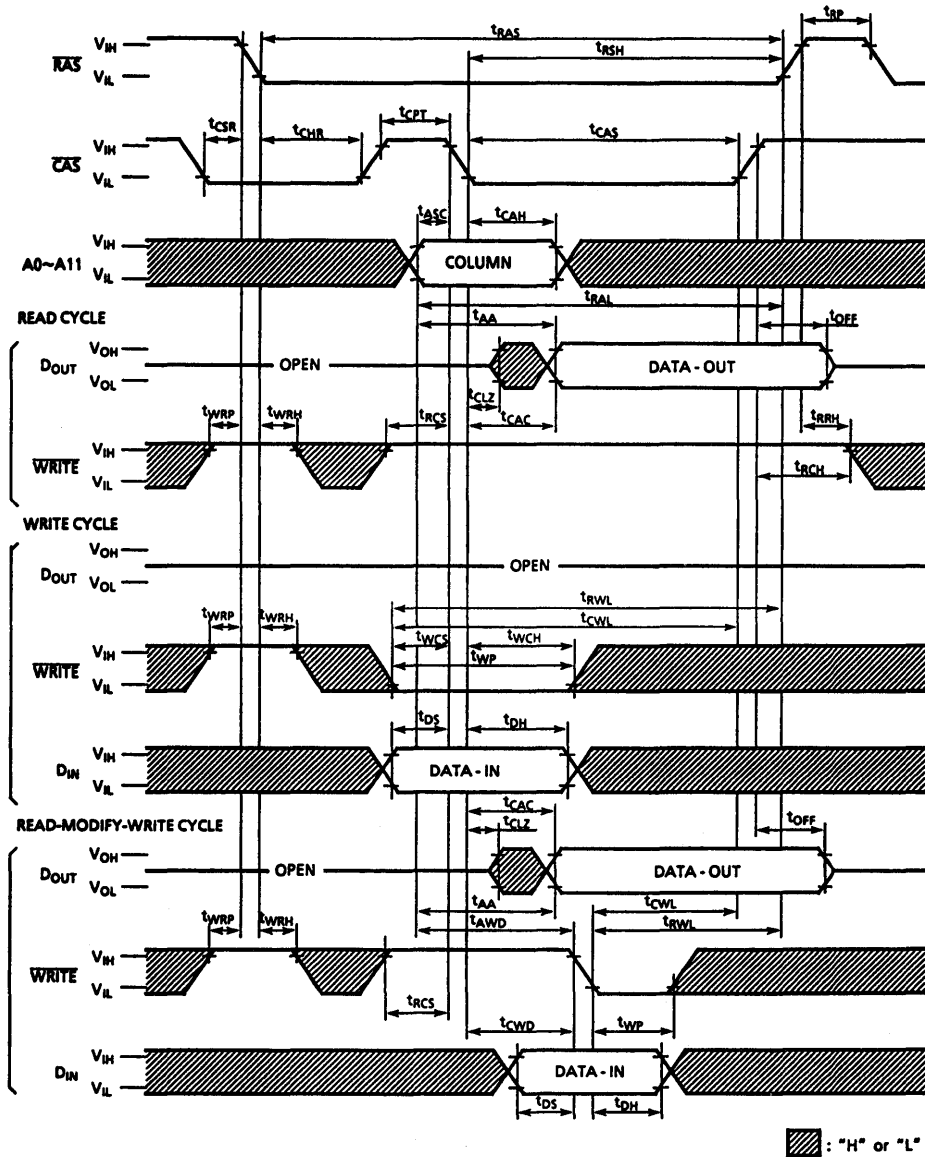 tRP
tRAS
VIH
RAS
tRSH
VIL
tCSR
tCHR
tCPT
tCAS
VIH
CAS
VIL
tASC
tCAH
VIH
A0~A11
COLUMN
VIL
tRAL
READ CYCLE
tAA
tOFF
VOH
DOUT
OPEN
DATA - OUT
VOL
tCLZ
tWRP
tWRH
tRCS
tCAC
tRRH
VIH
WRITE
tRCH
VIL
WRITE CYCLE
VOH
DOUT
OPEN
VOL
tRWL
tWRP
tWRH
tCWL
tWCS
tWCH
VIH
WRITE
tWP
VIL
tDS
tDH
VIH
DIN
DATA - IN
VIL
tCAC
READ-MODIFY-WRITE CYCLE
tCLZ
tOFF
VOH
DOUT
OPEN
DATA - OUT
VOL
tAA
tCWL
tWRP
tWRH
tAWD
tRWL
VIH
WRITE
VIL
tRCS
tCWD
tWP
VIH
DIN
DATA - IN
VIL
tDS
tDH
: "H" or "L"